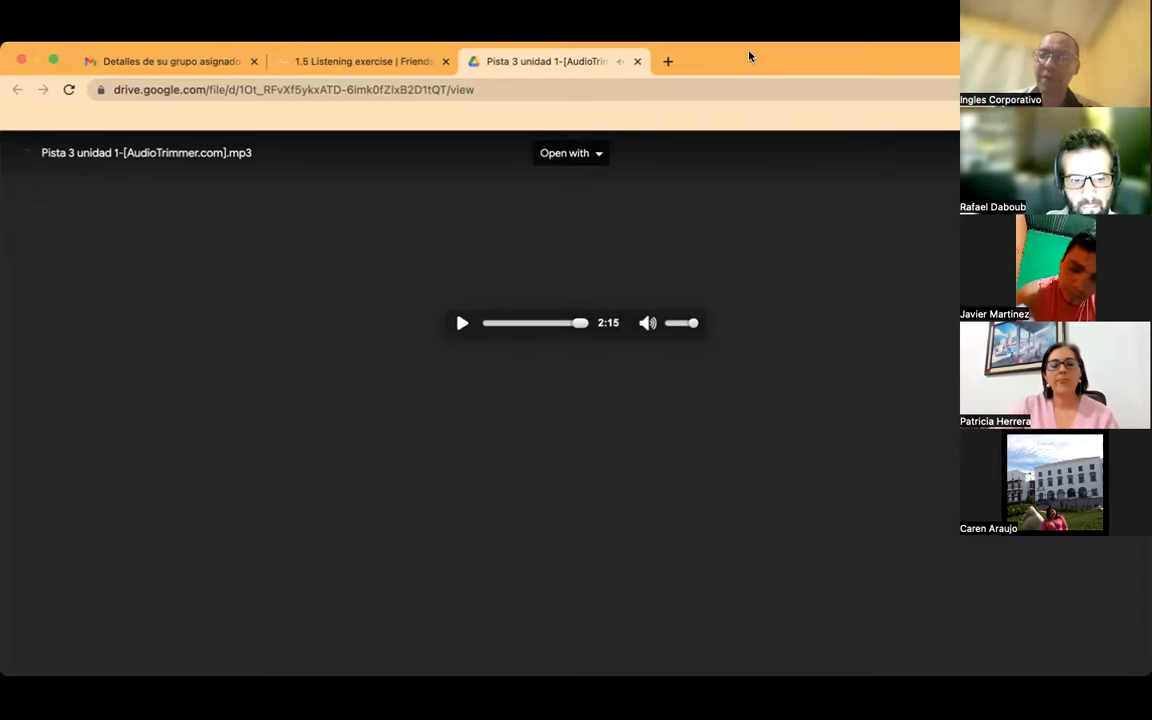 Detalles de su grupo asignado
1.5 Listening exercise | Friends
Pista 3 unidad 1-[AudioTrim
drive.google.com/file/d/1Ot_RFvXf5ykxATD-6imk0fZIxB2D1tQT/view
Pista 3 unidad 1-[AudioTrimmer.com].mp3
Open with
2:15
Ingles Corporativo
Rafael Daboub
Javier Martinez
Patricia Herrera
Caren Araujo